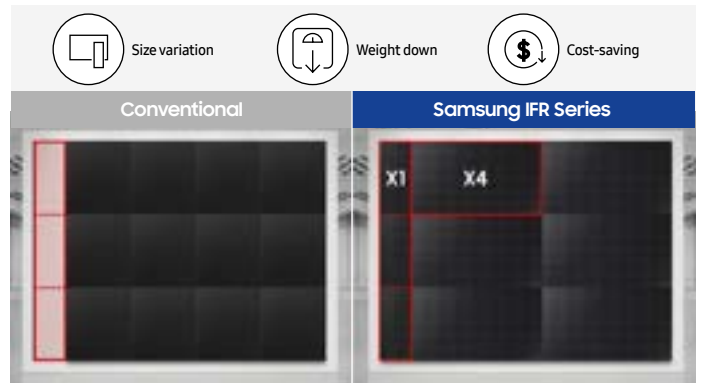 Size variation
Weight down
$
Cost-saving
Conventional
Samsung IFR Series
X1
X4